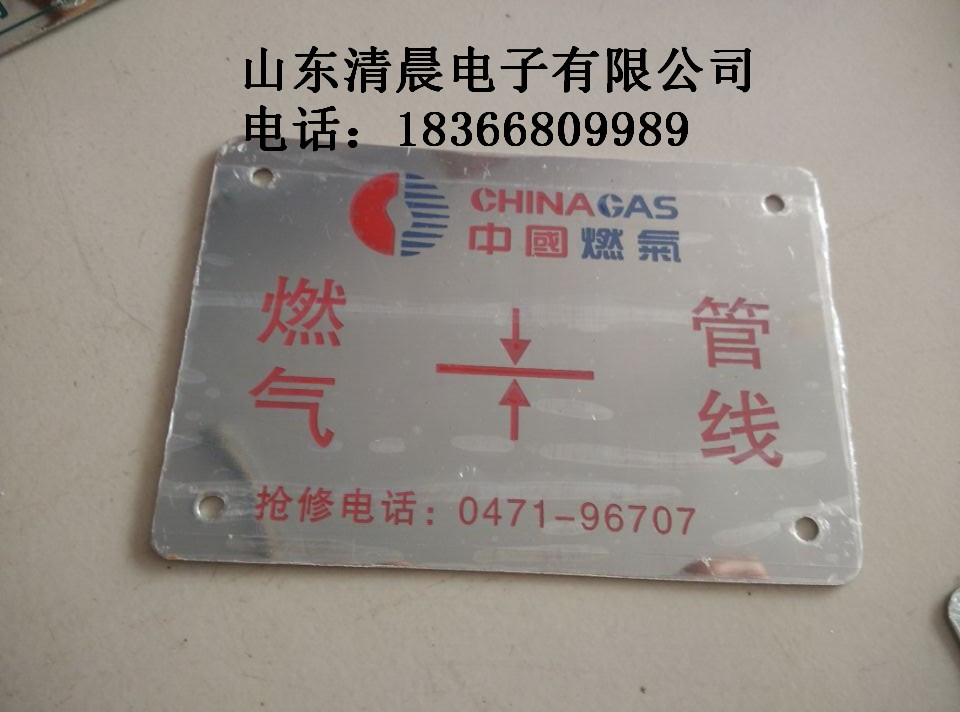 山东清晨电子有限公司
电话：18366809989
CHINAGAS
中國燃氣
燃气
管线
抢修电话：0471-96707